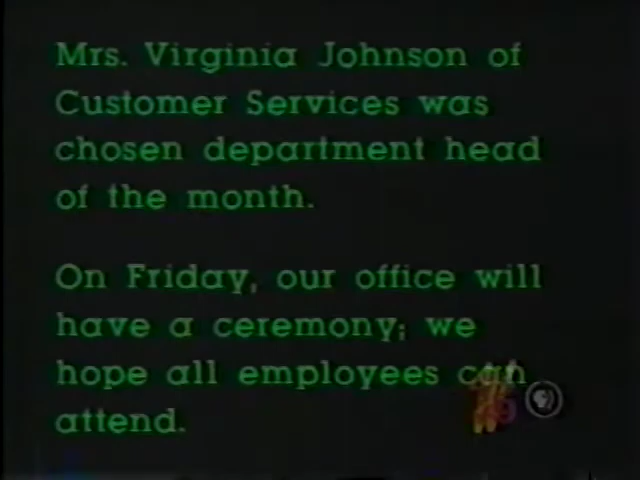 Mrs. Virginia Johnson of
Customer Services was
chosen department head
of the month.
On Friday, our office will
have a ceremony; we
hope all employees can
attend.